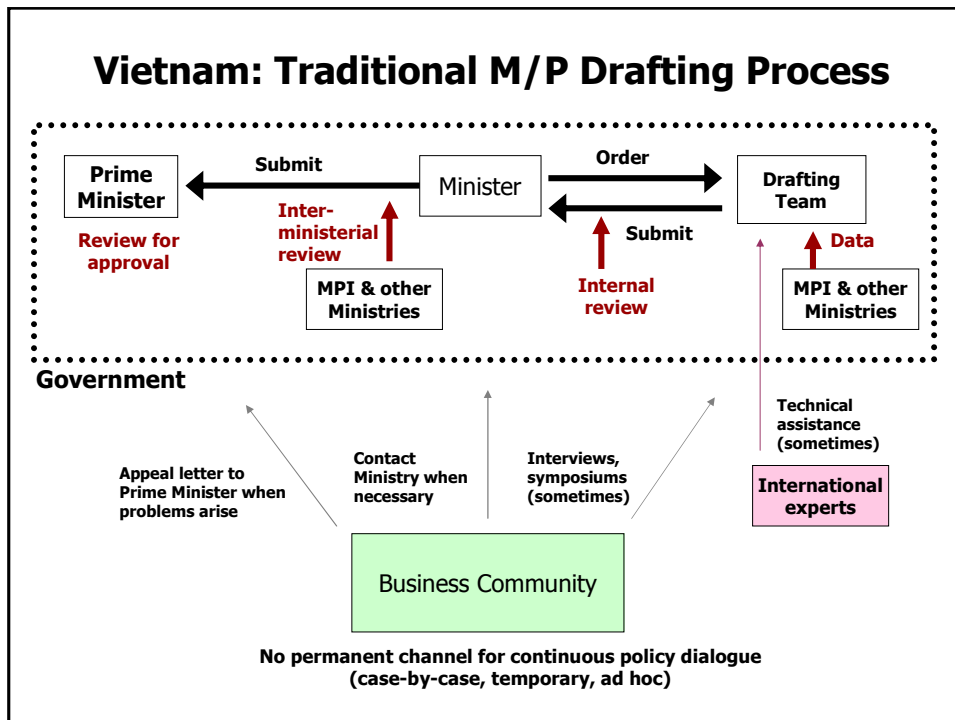 Vietnam: Traditional M/P Drafting Process
Prime
Minister
Submit
Minister
Order
Drafting
Team
Review for
approval
Inter-
ministerial
review
Submit
Data
MPI & other
Ministries
Internal
review
MPI & other
Ministries
Government
Appeal letter to
Prime Minister when
problems arise
Contact
Ministry when
necessary
Interviews,
symposiums
(sometimes)
Technical
assistance
(sometimes)
International
experts
Business Community
No permanent channel for continuous policy dialogue
(case-by-case, temporary, ad hoc)